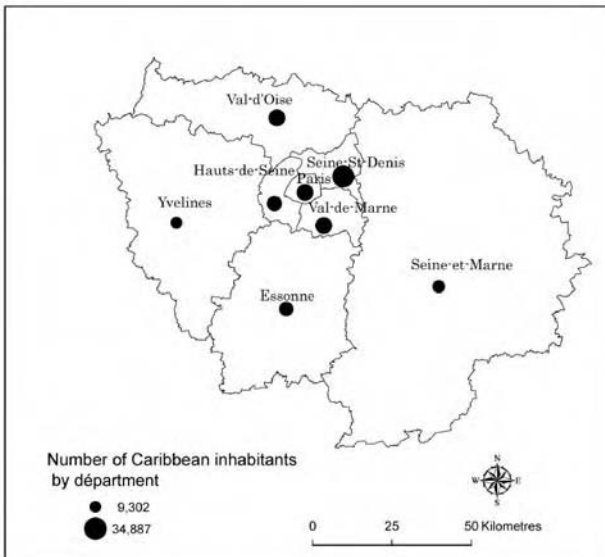 Val-d'Oise
Seine-St-Denis
Hauts-de-Seine
Paris
Yvelines
Val-de-Marne
Seine-et-Marne
Essonne
Number of Caribbean inhabitants
by départment
9,302
34,887
N
W E
S
0 25 50 Kilometres